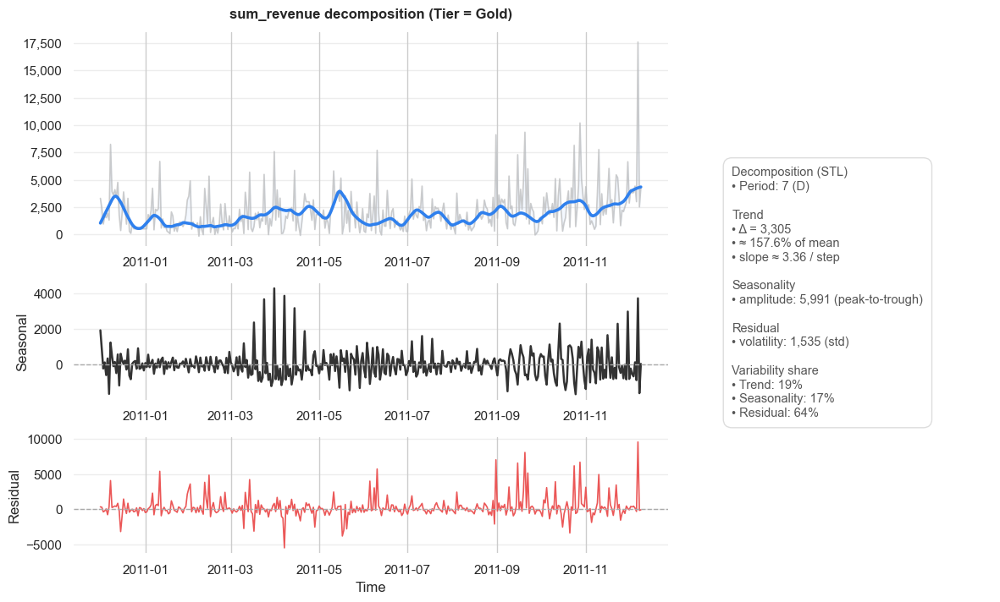 sum_revenue decomposition (Tier = Gold)
17,500
15,000
12,500
10,000
7,500
5,000
2,500
0
2011-01 2011-03 2011-05 2011-07 2011-09 2011-11
Seasonal
4000
2000
0
2011-01 2011-03 2011-05 2011-07 2011-09 2011-11
Residual
10000
5000
0
−5000
2011-01 2011-03 2011-05 2011-07 2011-09 2011-11
Time
Decomposition (STL)
• Period: 7 (D)
Trend
• Δ = 3,305
• ≈ 157.6% of mean
• slope ≈ 3.36 / step
Seasonality
• amplitude: 5,991 (peak-to-trough)
Residual
• volatility: 1,535 (std)
Variability share
• Trend: 19%
• Seasonality: 17%
• Residual: 64%